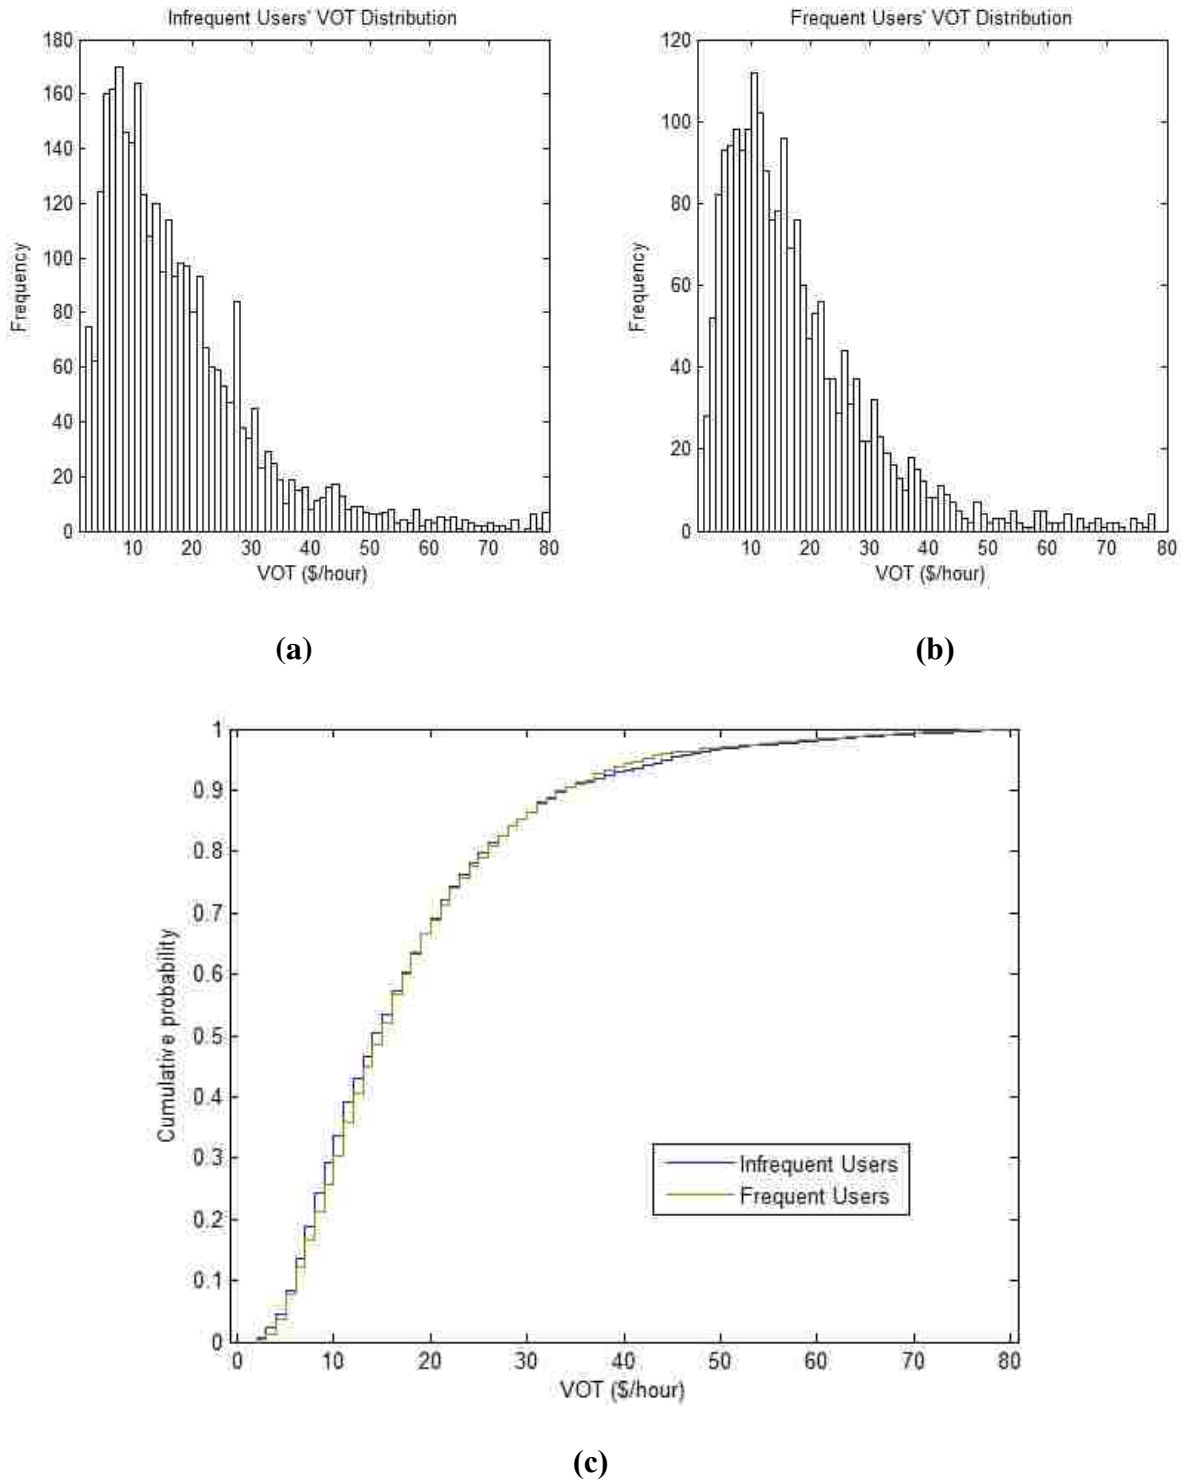 Infrequent Users' VOT Distribution
180
160
140
120
100
80
60
40
20
0
Frequency
10 20 30 40 50 60 70 80
VOT ($/hour)
(a)
Frequent Users' VOT Distribution
120
100
80
60
40
20
0
Frequency
10 20 30 40 50 60 70 80
VOT ($/hour)
(b)
1
0.9
0.8
0.7
0.6
0.5
0.4
0.3
0.2
0.1
0
Cumulative probability
Infrequent Users
Frequent Users
0 10 20 30 40 50 60 70 80
VOT ($/hour)
(c)